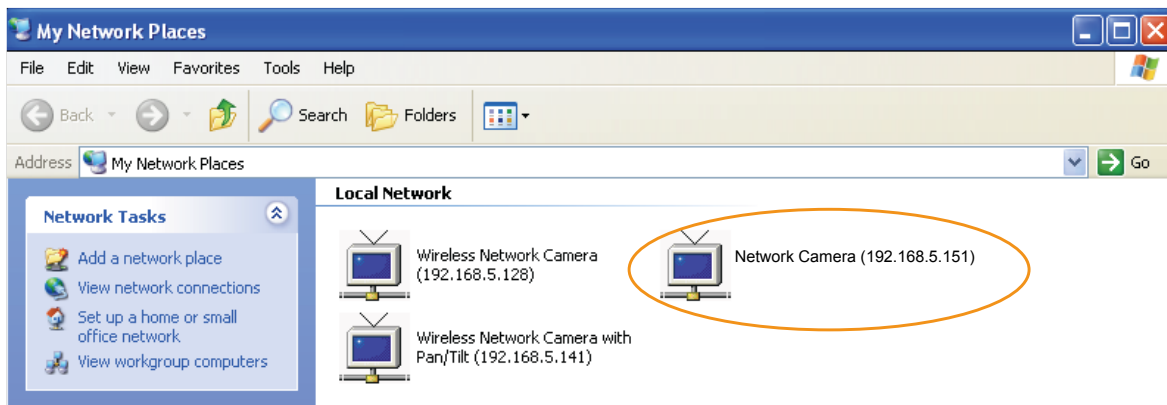 My Network Places
File Edit View Favorites Tools Help
Back Search Folders
Address My Network Places Go
Network Tasks
Add a network place
View network connections
Set up a home or small
office network
View workgroup computers
Local Network
Wireless Network Camera
(192.168.5.128)
Network Camera (192.168.5.151)
Wireless Network Camera with
Pan/Tilt (192.168.5.141)